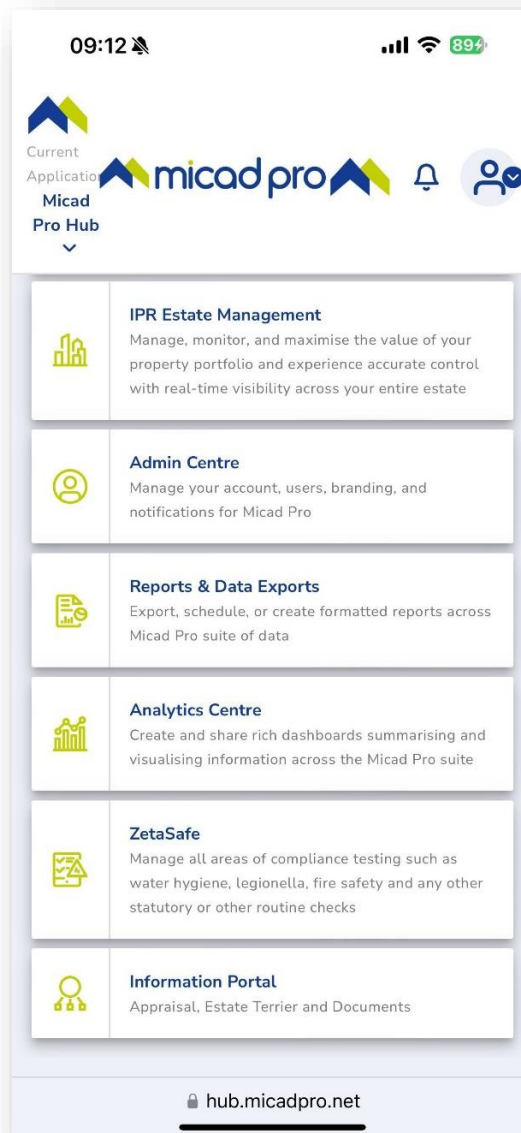 09:12
89
Current
Application
Micad
Pro Hub
micad pro
IPR Estate Management
Manage, monitor, and maximise the value of your
property portfolio and experience accurate control
with real-time visibility across your entire estate
Admin Centre
Manage your account, users, branding, and
notifications for Micad Pro
Reports & Data Exports
Export, schedule, or create formatted reports across
Micad Pro suite of data
Analytics Centre
Create and share rich dashboards summarising and
visualising information across the Micad Pro suite
ZetaSafe
Manage all areas of compliance testing such as
water hygiene, legionella, fire safety and any other
statutory or other routine checks
Information Portal
Appraisal, Estate Terrier and Documents
hub.micadpro.net